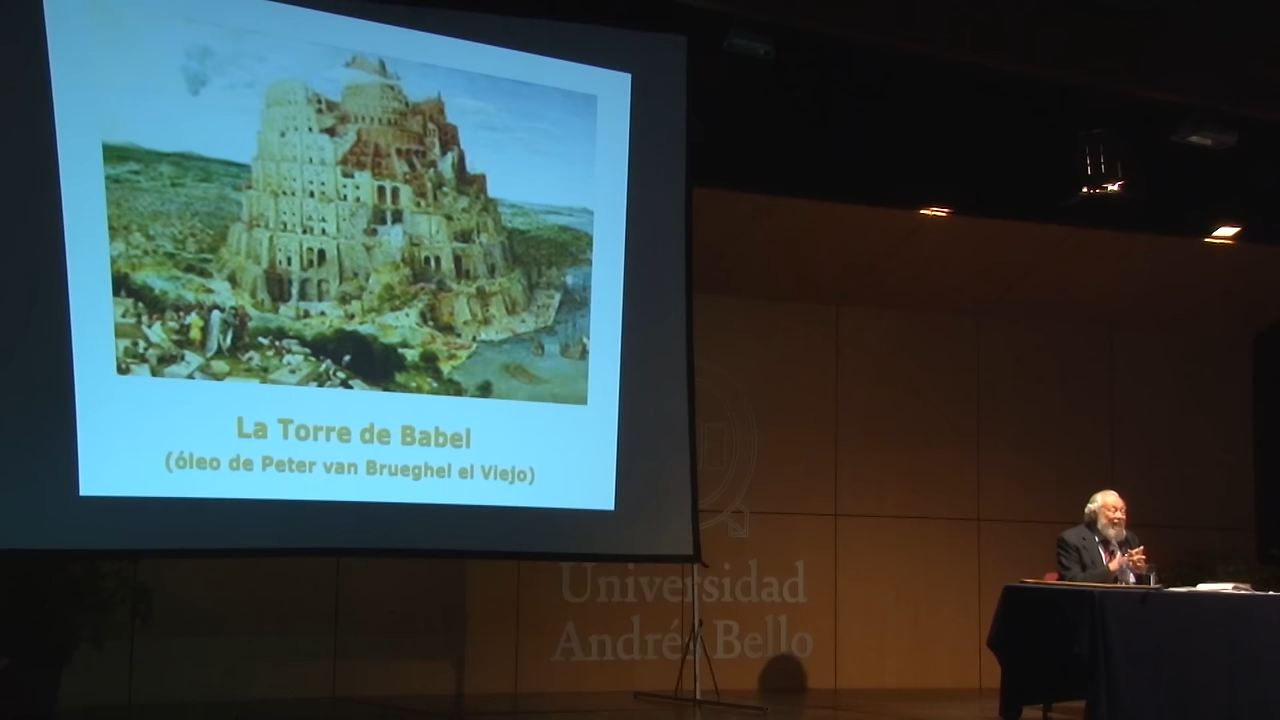 La Torre de Babel
(óleo de Peter van Brueghel el Viejo)
Universidad
Andrés Bello